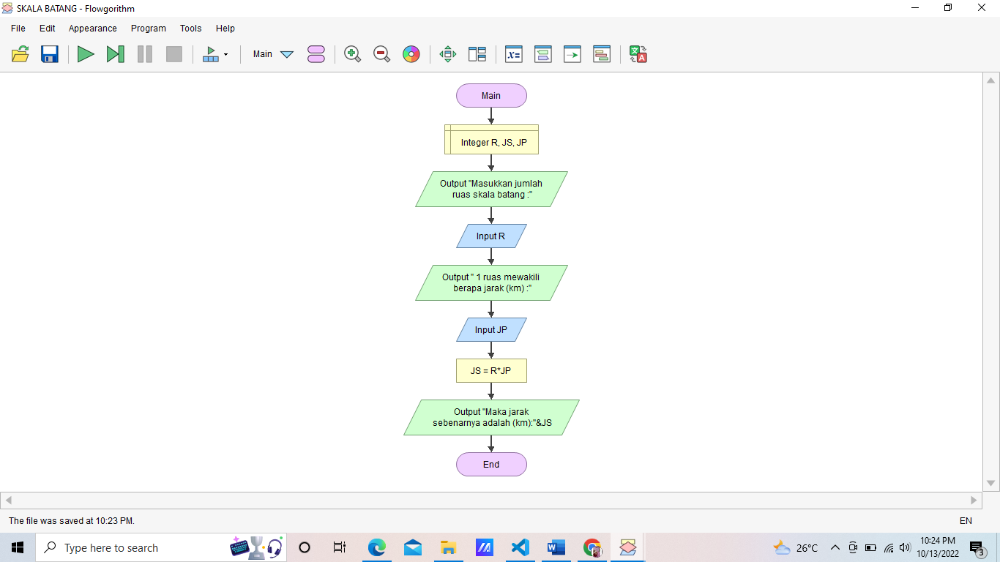 SKALA BATANG - Flowgorithm
File Edit Appearance Program Tools Help
Main
x=
文
A
Main
Integer R, JS, JP
Output "Masukkan jumlah
ruas skala batang :"
Input R
Output " 1 ruas mewakili
berapa jarak (km) :"
Input JP
JS = R*JP
Output "Maka jarak
sebenarnya adalah (km):"&JS
End
The file was saved at 10:23 PM.
EN
Type here to search
26°C
10:24 PM
10/13/2022
3